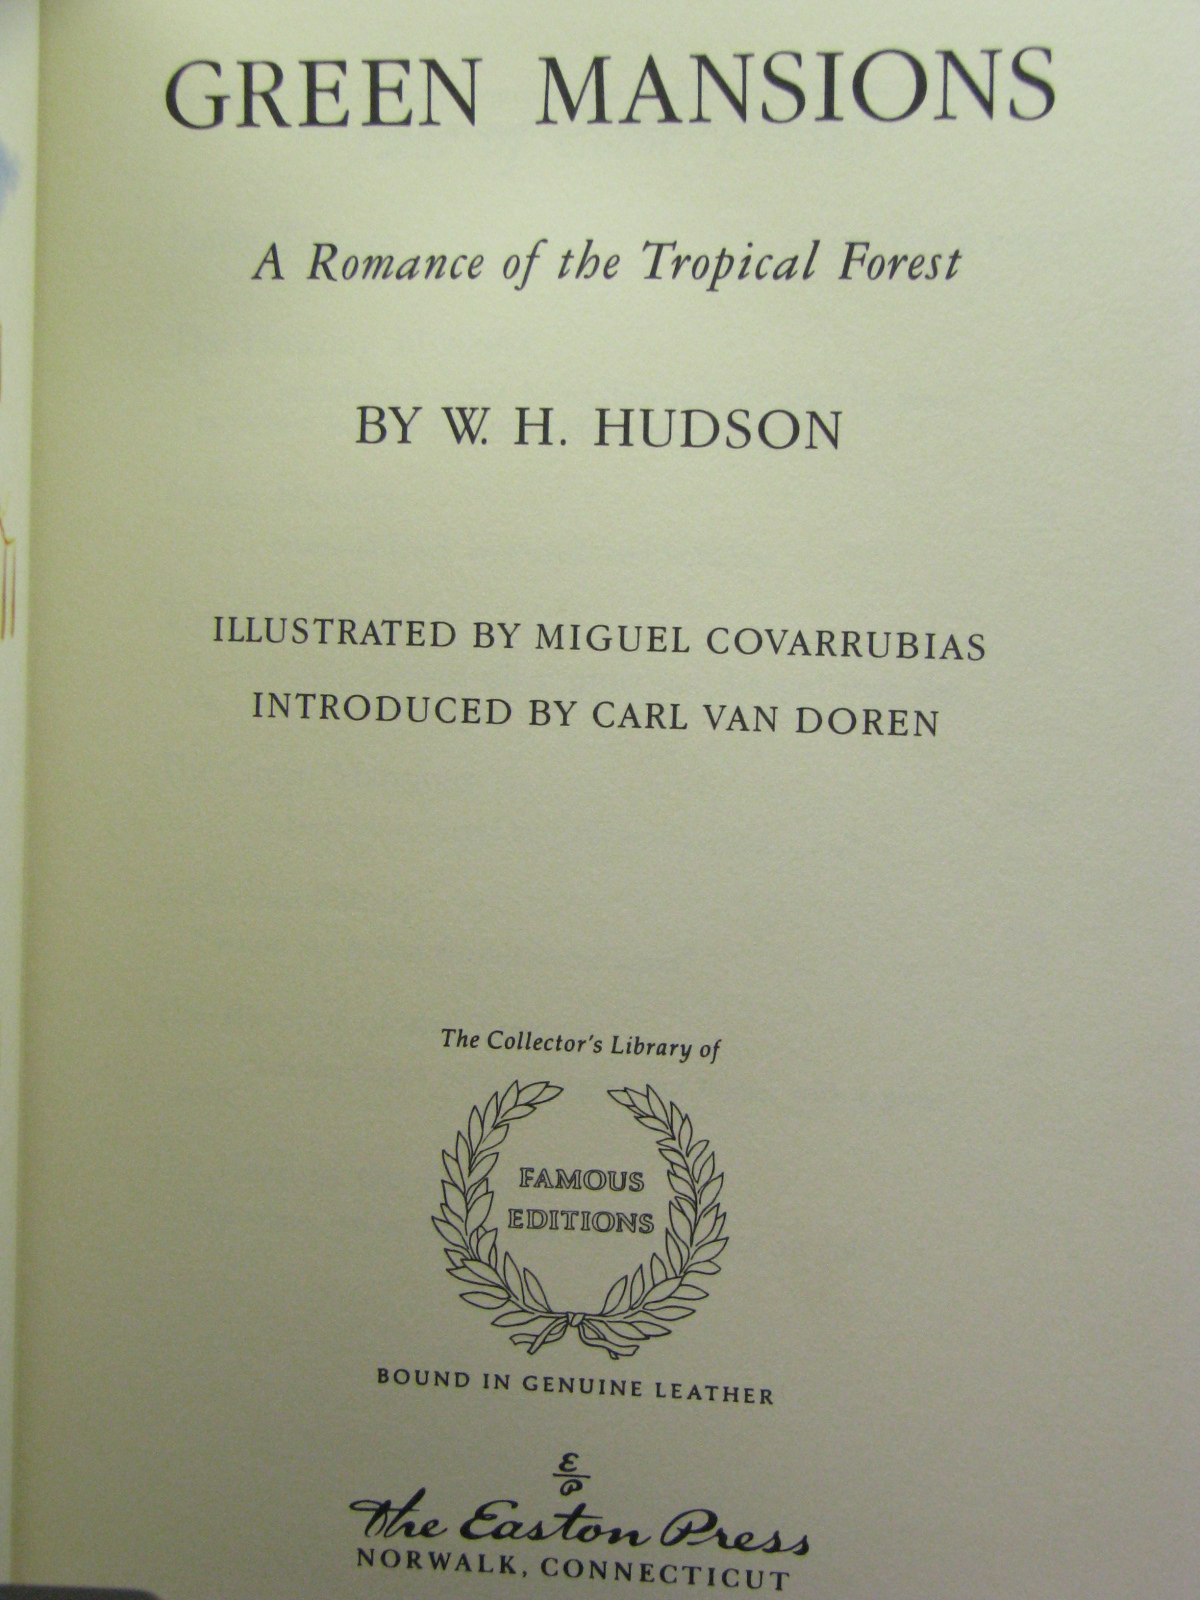 GREEN MANSIONS
A Romance of the Tropical Forest
BY W. H. HUDSON
ILLUSTRATED BY MIGUEL COVARRUBIAS
INTRODUCED BY CARL VAN DOREN
The Collector's Library of
FAMOUS
EDITIONS
BOUND IN GENUINE LEATHER
E
P
The Easton Press
NORWALK, CONNECTICUT